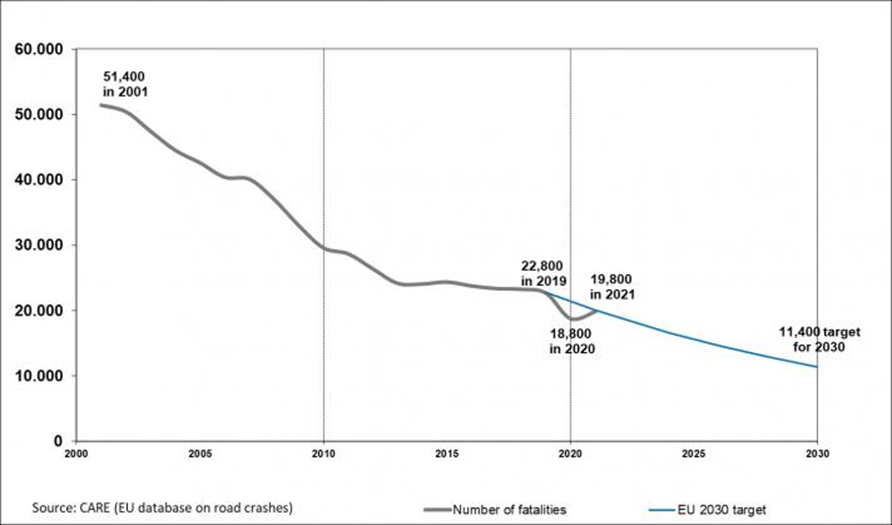 60.000
51,400
in 2001
50.000
40.000
30.000
22,800
in 2019
19,800
in 2021
20.000
18,800
in 2020
11,400 target
for 2030
10.000
0
2000 2005 2010 2015 2020 2025 2030
Source: CARE (EU database on road crashes) Number of fatalities EU 2030 target